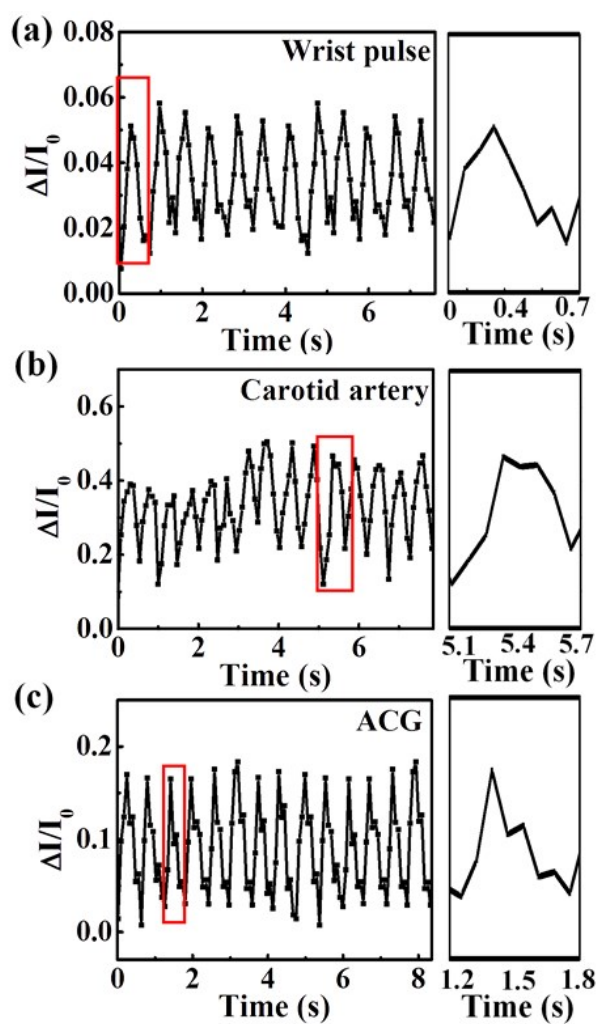 (a)
Wrist pulse
ΔI/I₀
0.08
0.06
0.04
0.02
0.00
0 2 4 6
Time (s)
0 0.4 0.7
Time (s)
(b)
Carotid artery
ΔI/I₀
0.6
0.4
0.2
0.0
0 2 4 6
Time (s)
5.1 5.4 5.7
Time (s)
(c)
ACG
ΔI/I₀
0.2
0.1
0.0
0 2 4 6 8
Time (s)
1.2 1.5 1.8
Time (s)